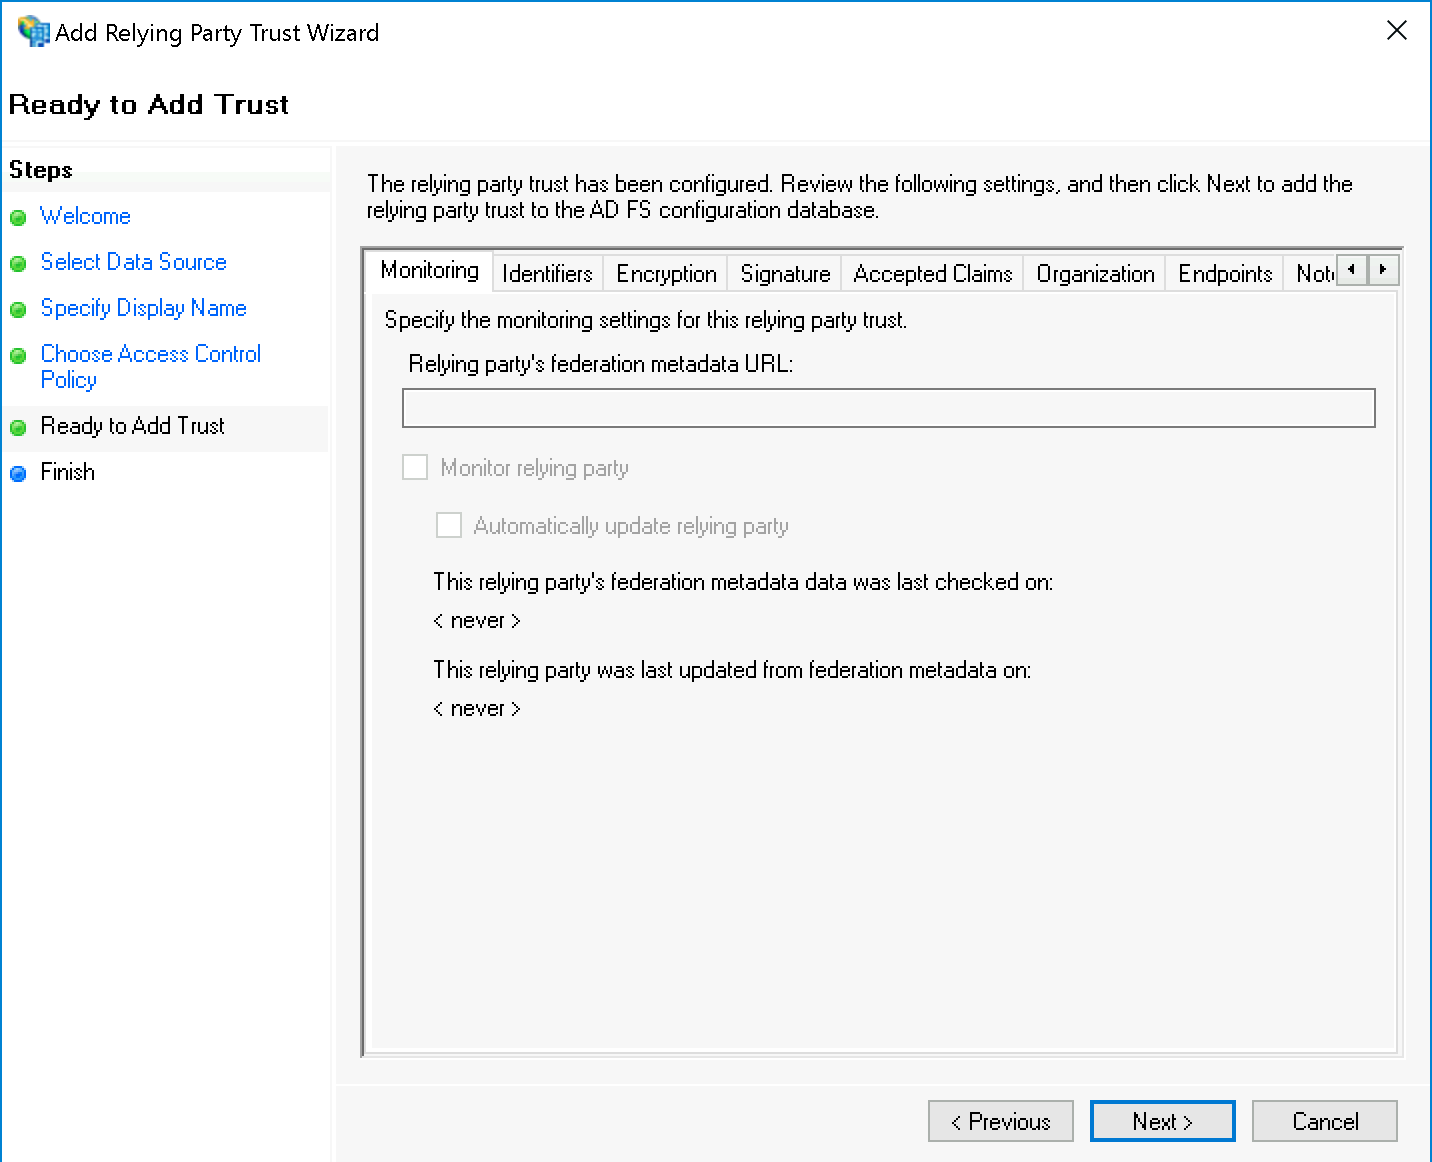 Add Relying Party Trust Wizard
Ready to Add Trust
Steps
Welcome
Select Data Source
Specify Display Name
Choose Access Control
Policy
Ready to Add Trust
Finish
The relying party trust has been configured. Review the following settings, and then click Next to add the
relying party trust to the AD FS configuration database.
Monitoring Identifiers Encryption Signature Accepted Claims Organization Endpoints
Specify the monitoring settings for this relying party trust.
Relying party's federation metadata URL:
Monitor relying party
Automatically update relying party
This relying party's federation metadata data was last checked on:
< never >
This relying party was last updated from federation metadata on:
< never >
< Previous Next > Cancel